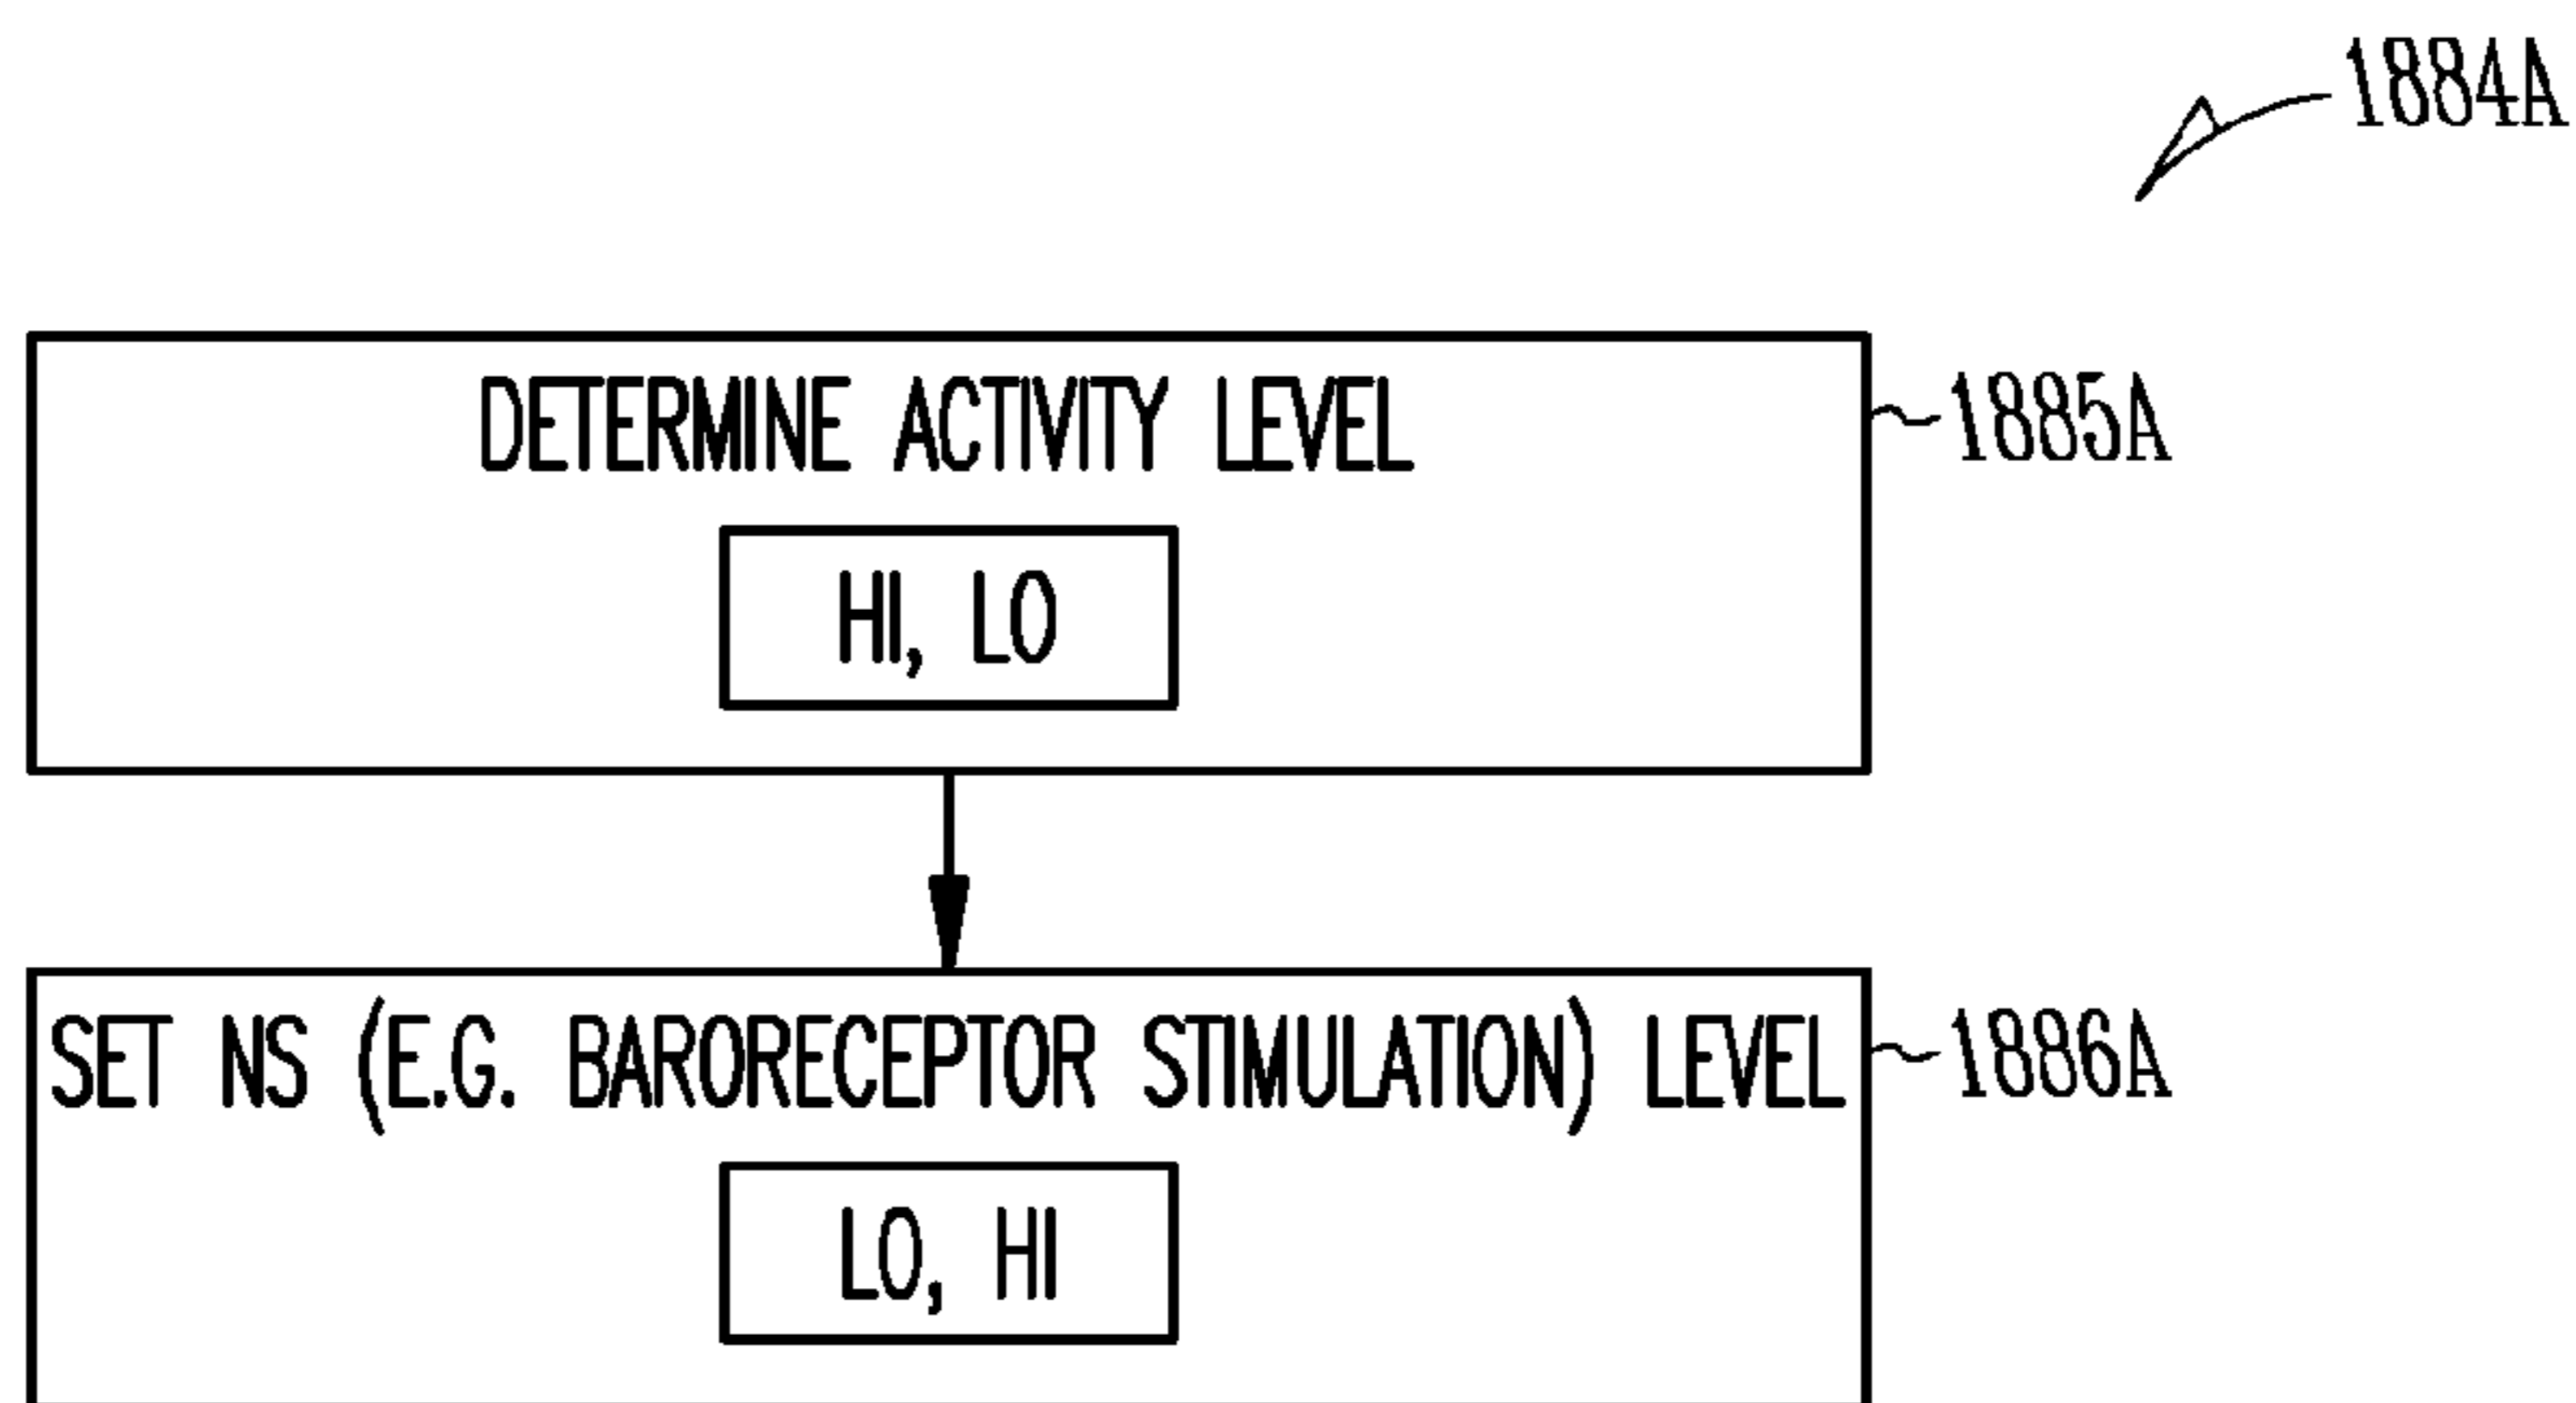 1884A
DETERMINE ACTIVITY LEVEL
1885A
HI, LO
SET NS (E.G. BARORECEPTOR STIMULATION) LEVEL
1886A
LO, HI